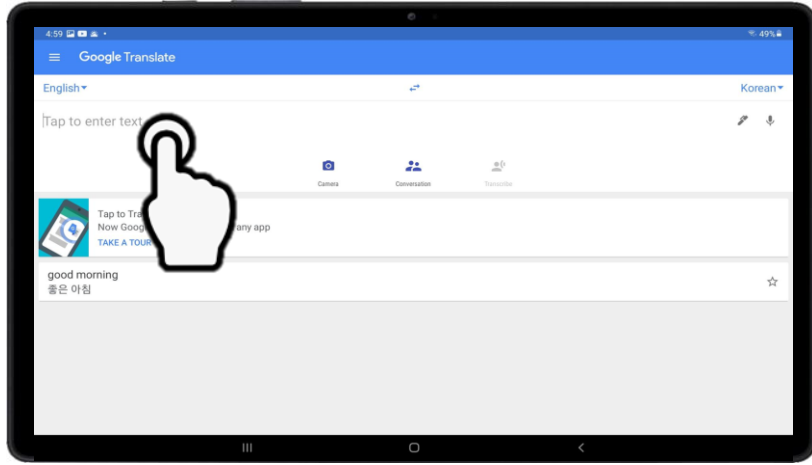 4:59
49%
Google Translate
English
Korean
Tap to enter text
Camera
Conversation
Transcribe
Tap to Tra
Now Goog any app
TAKE A TOUR
good morning
좋은 아침